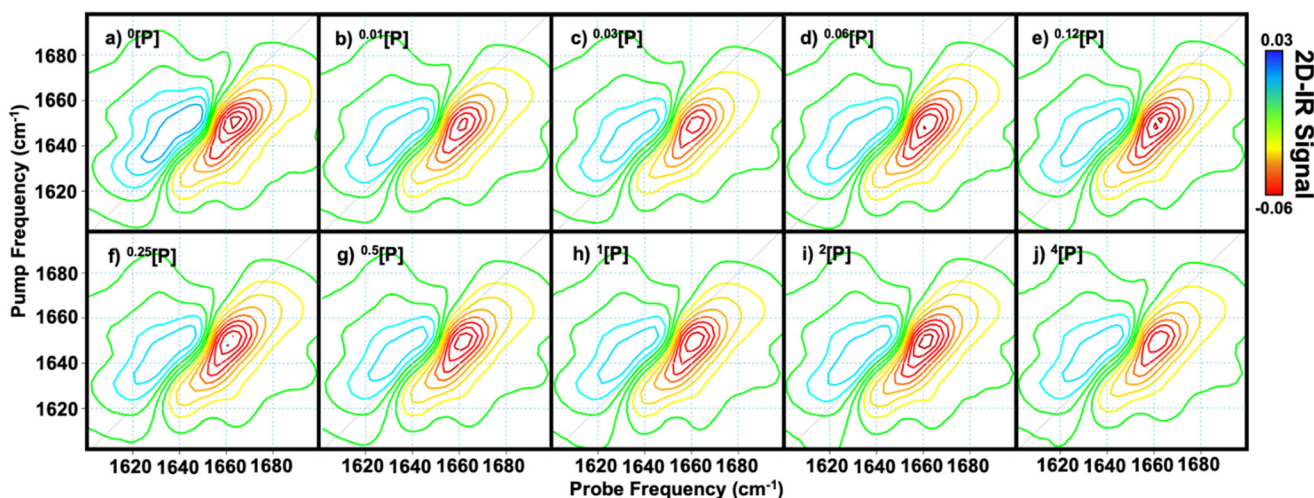 a) ⁰[P]
b) ⁰·⁰¹[P]
c) ⁰·⁰³[P]
d) ⁰·⁰⁶[P]
e) ⁰·¹²[P]
0.03
2D-IR Signal
-0.06
1680
1660
1640
1620
Pump Frequency (cm⁻¹)
f) ⁰·²⁵[P]
g) ⁰·⁵[P]
h) ¹[P]
i) ²[P]
j) ⁴[P]
1680
1660
1640
1620
1620 1640 1660 1680
1620 1640 1660 1680
1620 1640 1660 1680
1620 1640 1660 1680
1620 1640 1660 1680
Probe Frequency (cm⁻¹)